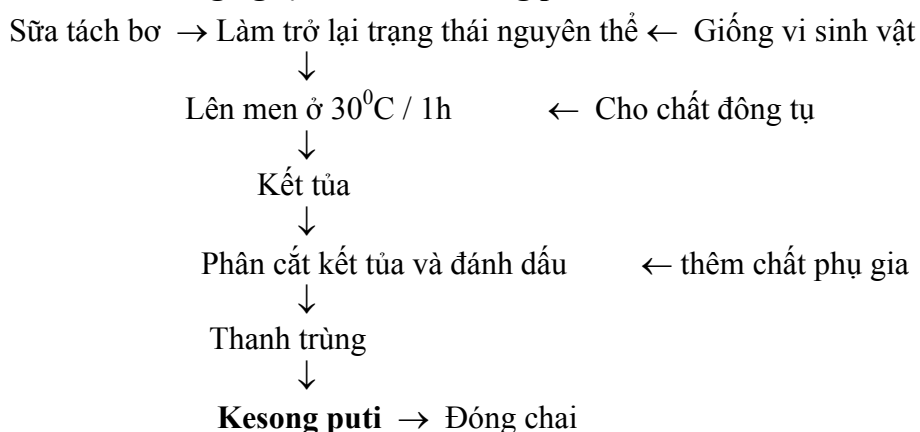 Sữa tách bơ → Làm trở lại trạng thái nguyên thể ← Giống vi sinh vật
↓
Lên men ở 30⁰C / 1h ← Cho chất đông tụ
↓
Kết tủa
↓
Phân cắt kết tủa và đánh dấu ← thêm chất phụ gia
↓
Thanh trùng
↓
Kesong puti → Đóng chai